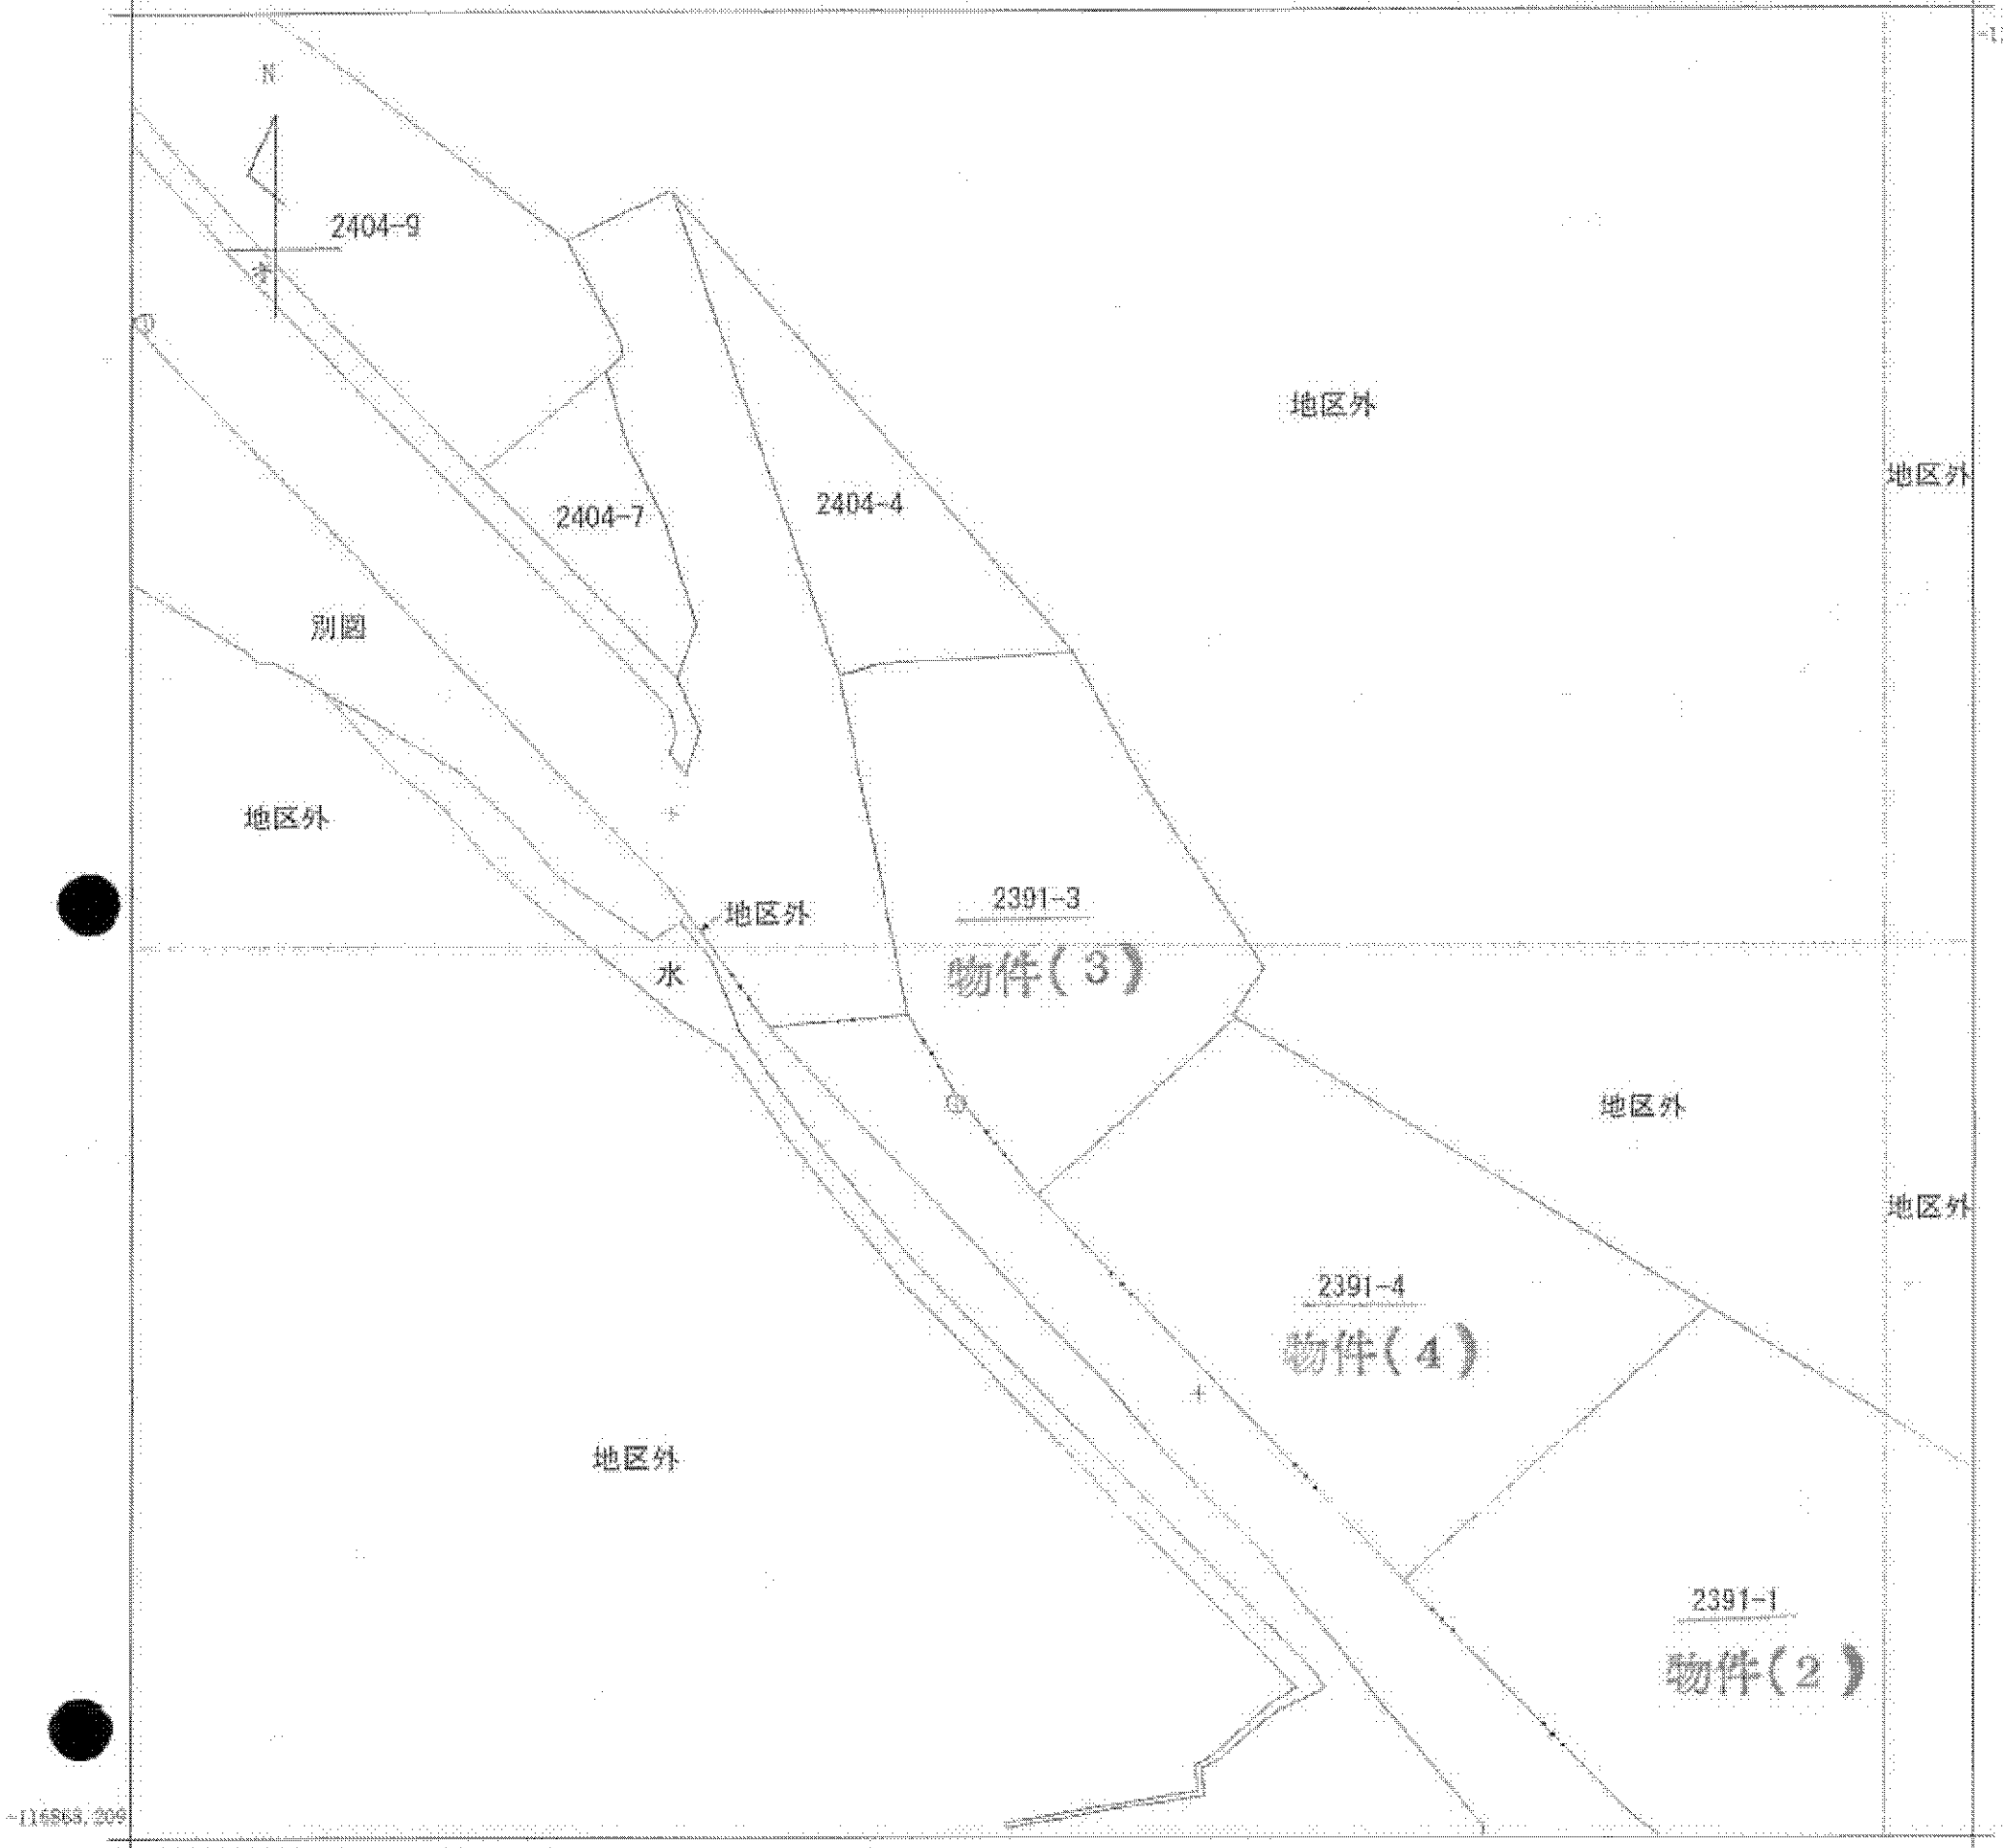 N
2404-9
地区外
地区外
2404-7
2404-4
別図
地区外
2391-3
地区外
物件(3)
水
地区外
地区外
2391-4
物件(4)
地区外
2391-1
物件(2)